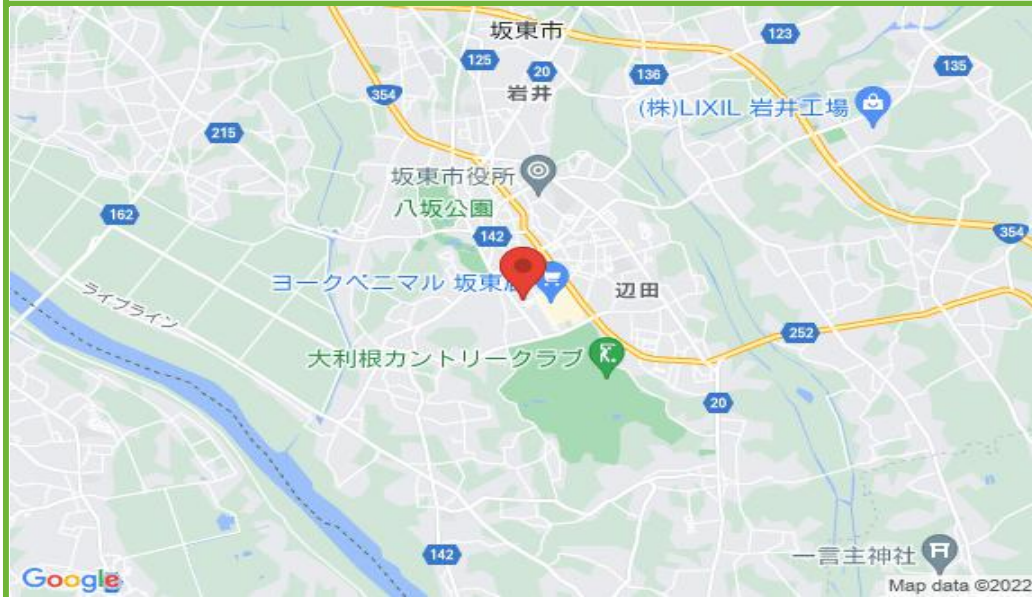 坂東市
123
125
20
136
135
岩井
354
(株)LIXIL 岩井工場
215
坂東市役所
八坂公園
162
142
354
ヨークベニマル 坂東店
辺田
ライフライン
252
大利根カントリークラブ
20
142
一言主神社
Google
Map data ©2022